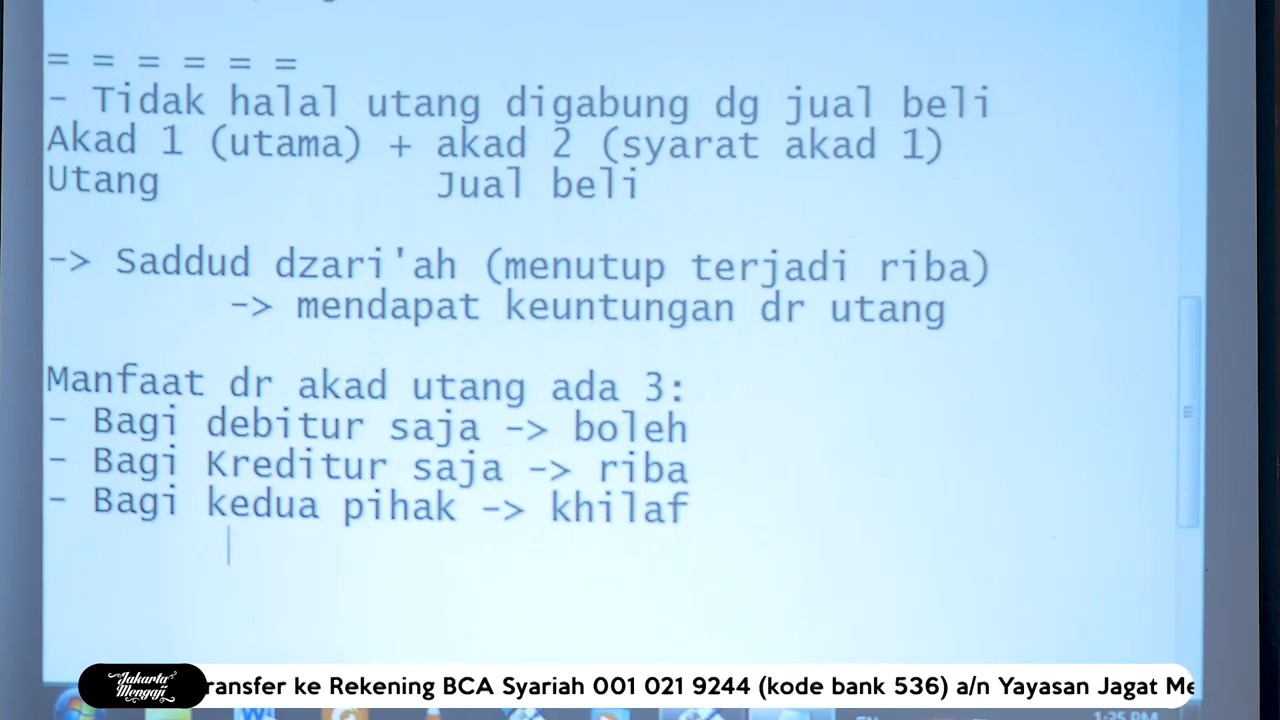 = = = = = =
- Tidak halal utang digabung dg jual beli
Akad 1 (utama) + akad 2 (syarat akad 1)
Utang Jual beli
-> Saddud dzari'ah (menutup terjadi riba)
-> mendapat keuntungan dr utang
Manfaat dr akad utang ada 3:
- Bagi debitur saja -> boleh
- Bagi Kreditur saja -> riba
- Bagi kedua pihak -> khilaf
Jakarta
Mengaji
ransfer ke Rekening BCA Syariah 001 021 9244 (kode bank 536) a/n Yayasan Jagat Me
1:25 PM